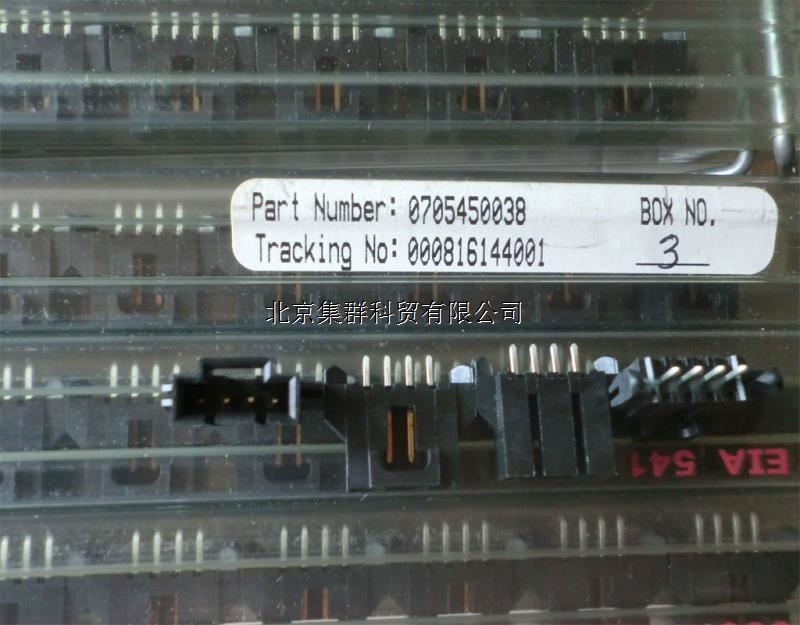 Part Number: 0705450038 BOX NO.
Tracking No: 000816144001 3
北京集群科贸有限公司
EIA 541